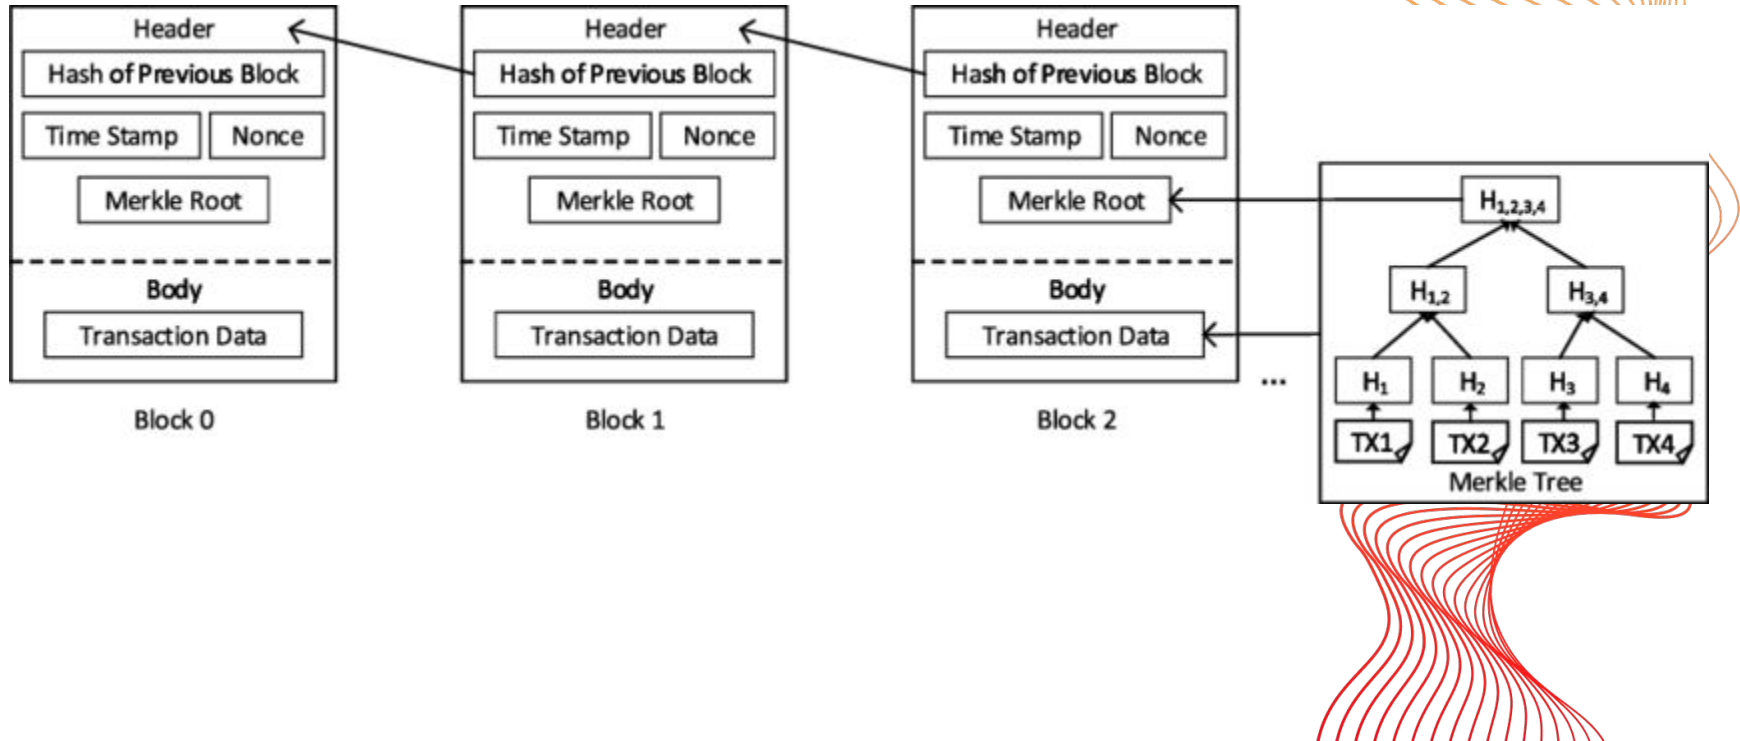 Header
Hash of Previous Block
Time Stamp
Nonce
Merkle Root
Body
Transaction Data
Block 0
Header
Hash of Previous Block
Time Stamp
Nonce
Merkle Root
Body
Transaction Data
Block 1
Header
Hash of Previous Block
Time Stamp
Nonce
Merkle Root
Body
Transaction Data
Block 2
...
H1,2,3,4
H1,2
H3,4
H1
H2
H3
H4
TX1
TX2
TX3
TX4
Merkle Tree